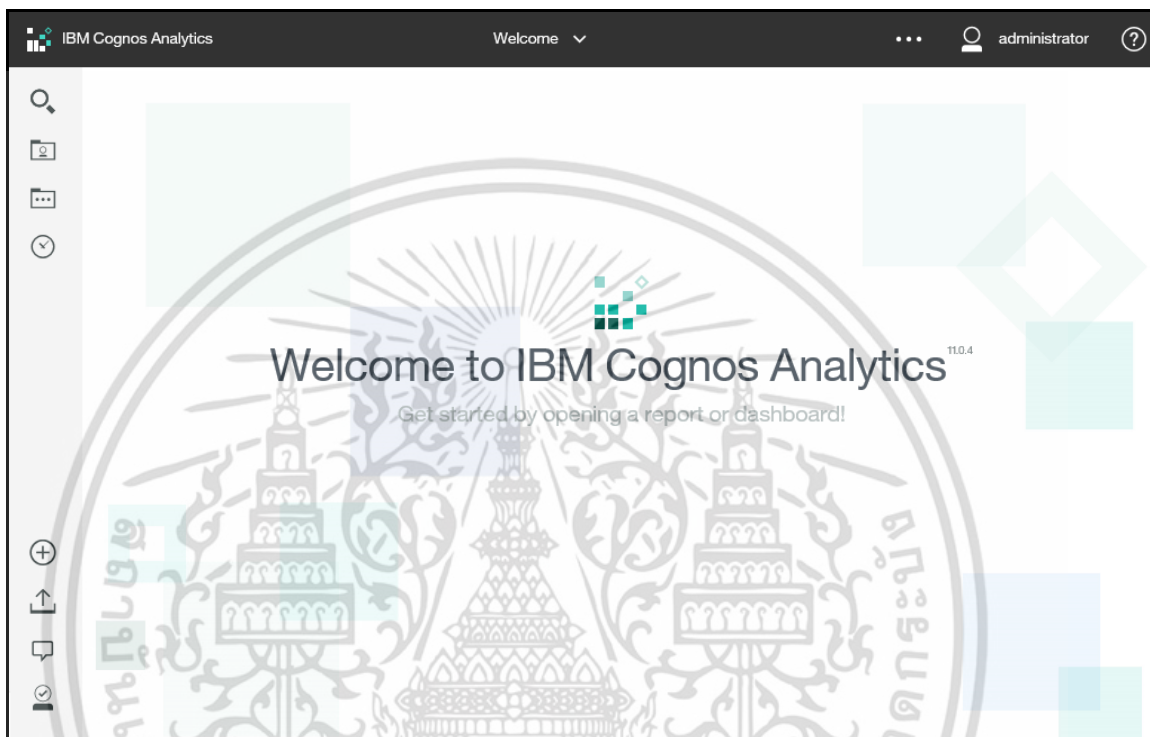 IBM Cognos Analytics
Welcome
administrator
?
Welcome to IBM Cognos Analytics 11.0.4
Get started by opening a report or dashboard!